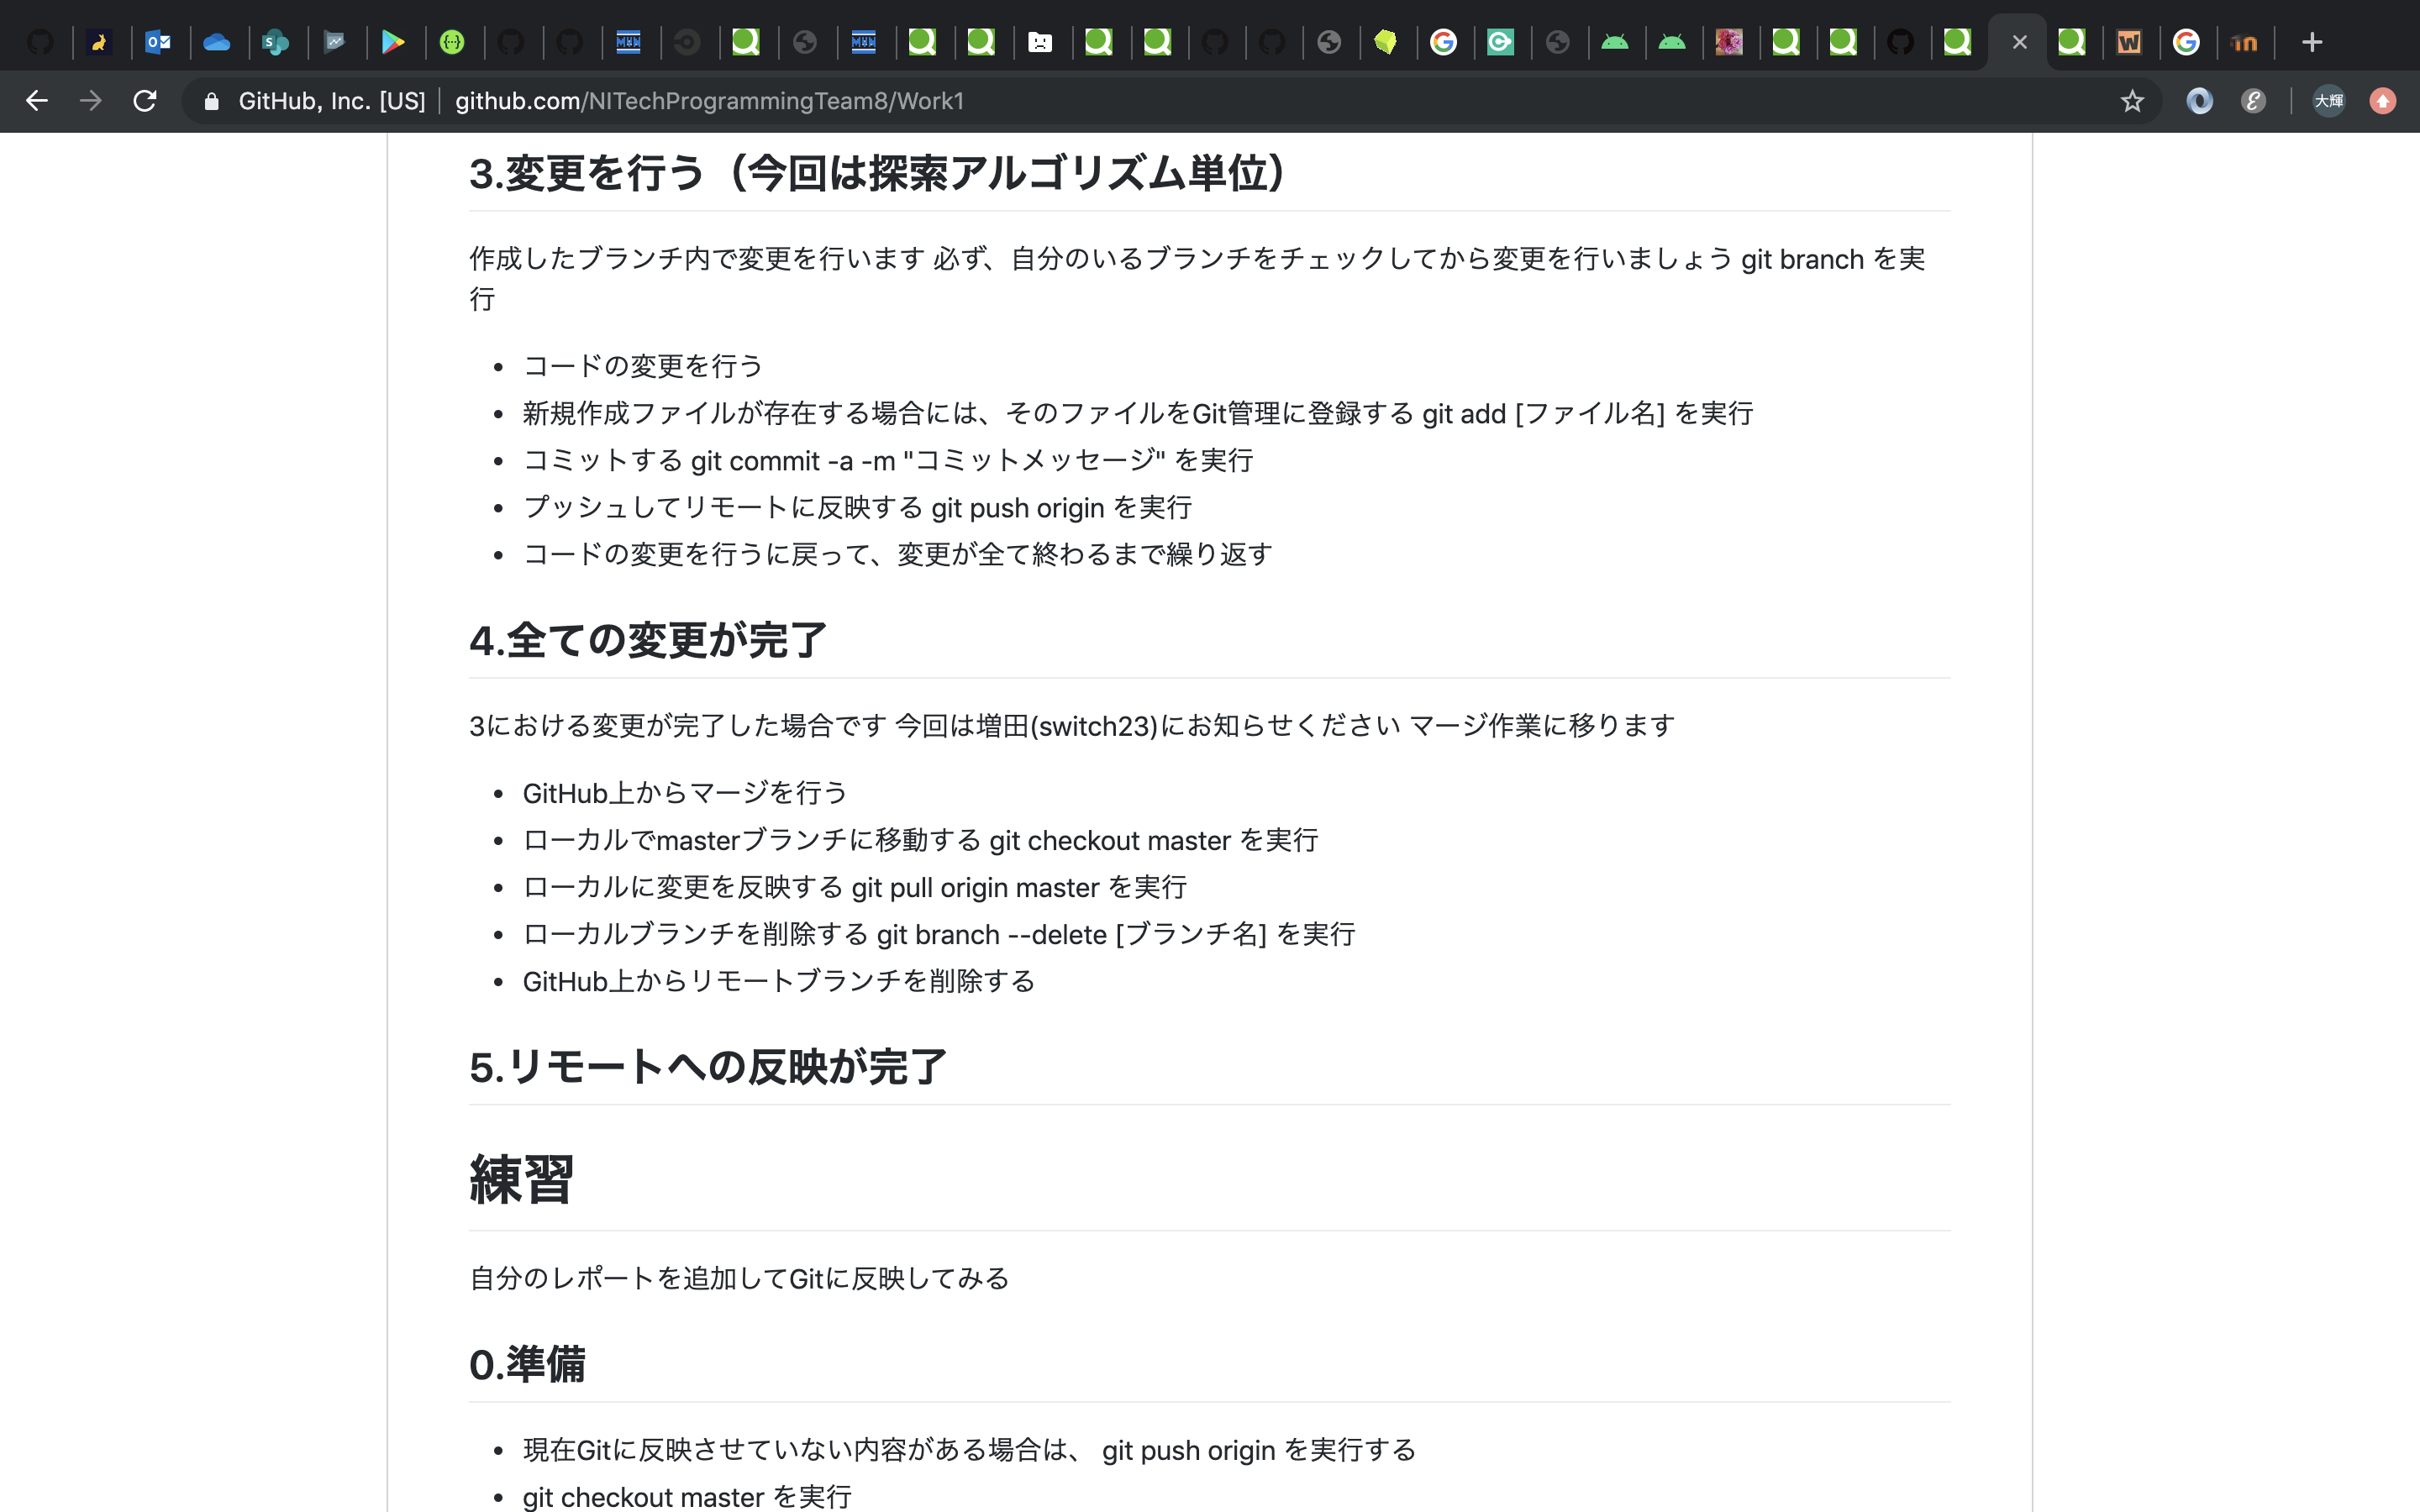 GitHub, Inc. [US] github.com/NITechProgrammingTeam8/Work1
大輝
3.変更を行う（今回は探索アルゴリズム単位）
作成したブランチ内で変更を行います 必ず、自分のいるブランチをチェックしてから変更を行いましょう git branch を実
行
コードの変更を行う
新規作成ファイルが存在する場合には、そのファイルをGit管理に登録する git add [ファイル名] を実行
コミットする git commit -a -m "コミットメッセージ" を実行
プッシュしてリモートに反映する git push origin を実行
コードの変更を行うに戻って、変更が全て終わるまで繰り返す
4.全ての変更が完了
3における変更が完了した場合です 今回は増田(switch23)にお知らせください マージ作業に移ります
GitHub上からマージを行う
ローカルでmasterブランチに移動する git checkout master を実行
ローカルに変更を反映する git pull origin master を実行
ローカルブランチを削除する git branch --delete [ブランチ名] を実行
GitHub上からリモートブランチを削除する
5.リモートへの反映が完了
練習
自分のレポートを追加してGitに反映してみる
0.準備
現在Gitに反映させていない内容がある場合は、 git push origin を実行する
git checkout master を実行